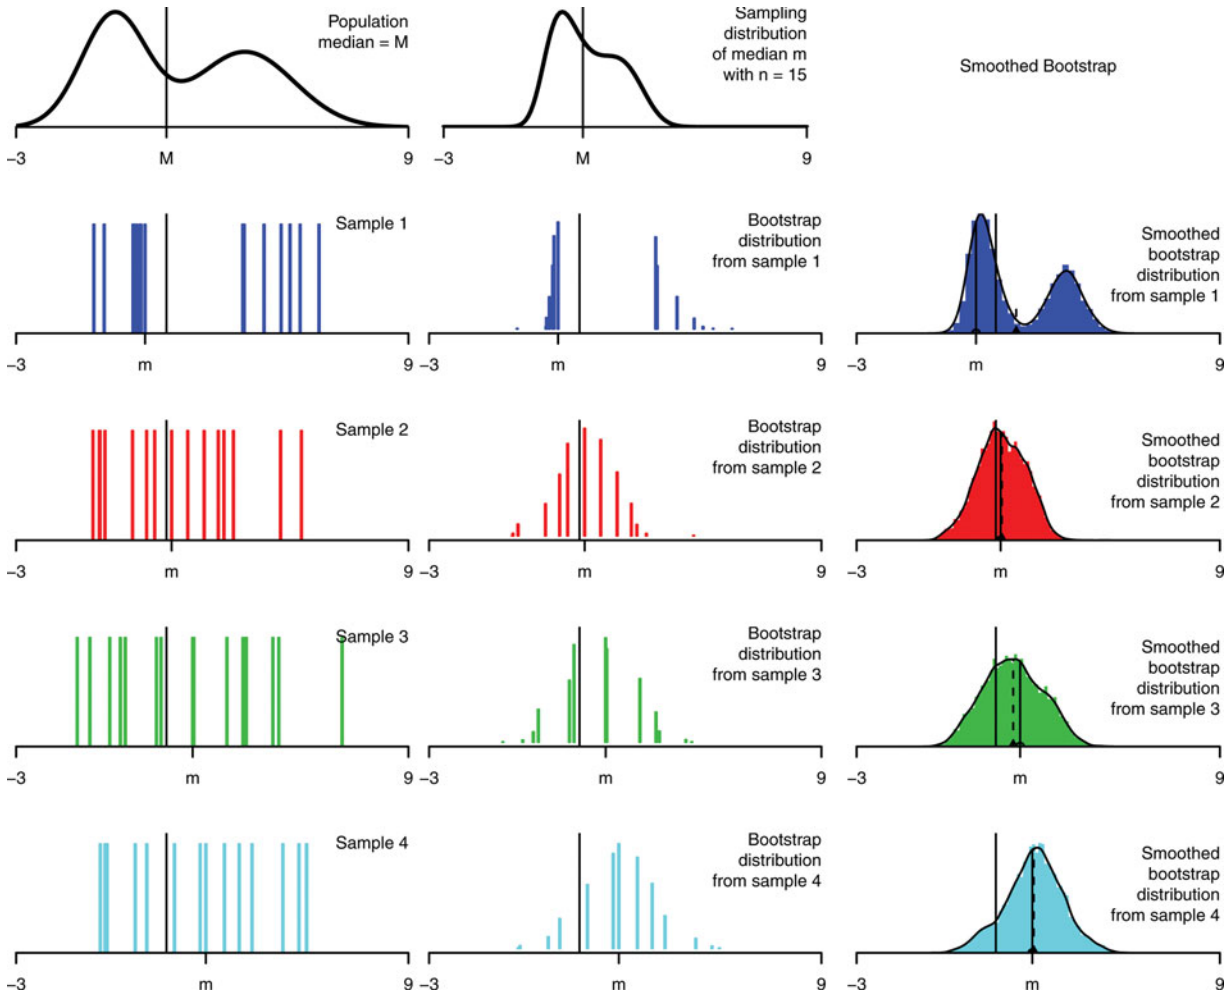 Population
median = M
−3
M
9
Sampling
distribution
of median m
with n = 15
−3
M
9
Smoothed Bootstrap
Sample 1
−3
m
9
Bootstrap
distribution
from sample 1
−3
m
9
Smoothed
bootstrap
distribution
from sample 1
−3
m
9
Sample 2
−3
m
9
Bootstrap
distribution
from sample 2
−3
m
9
Smoothed
bootstrap
distribution
from sample 2
−3
m
9
Sample 3
−3
m
9
Bootstrap
distribution
from sample 3
−3
m
9
Smoothed
bootstrap
distribution
from sample 3
−3
m
9
Sample 4
−3
m
9
Bootstrap
distribution
from sample 4
−3
m
9
Smoothed
bootstrap
distribution
from sample 4
−3
m
9